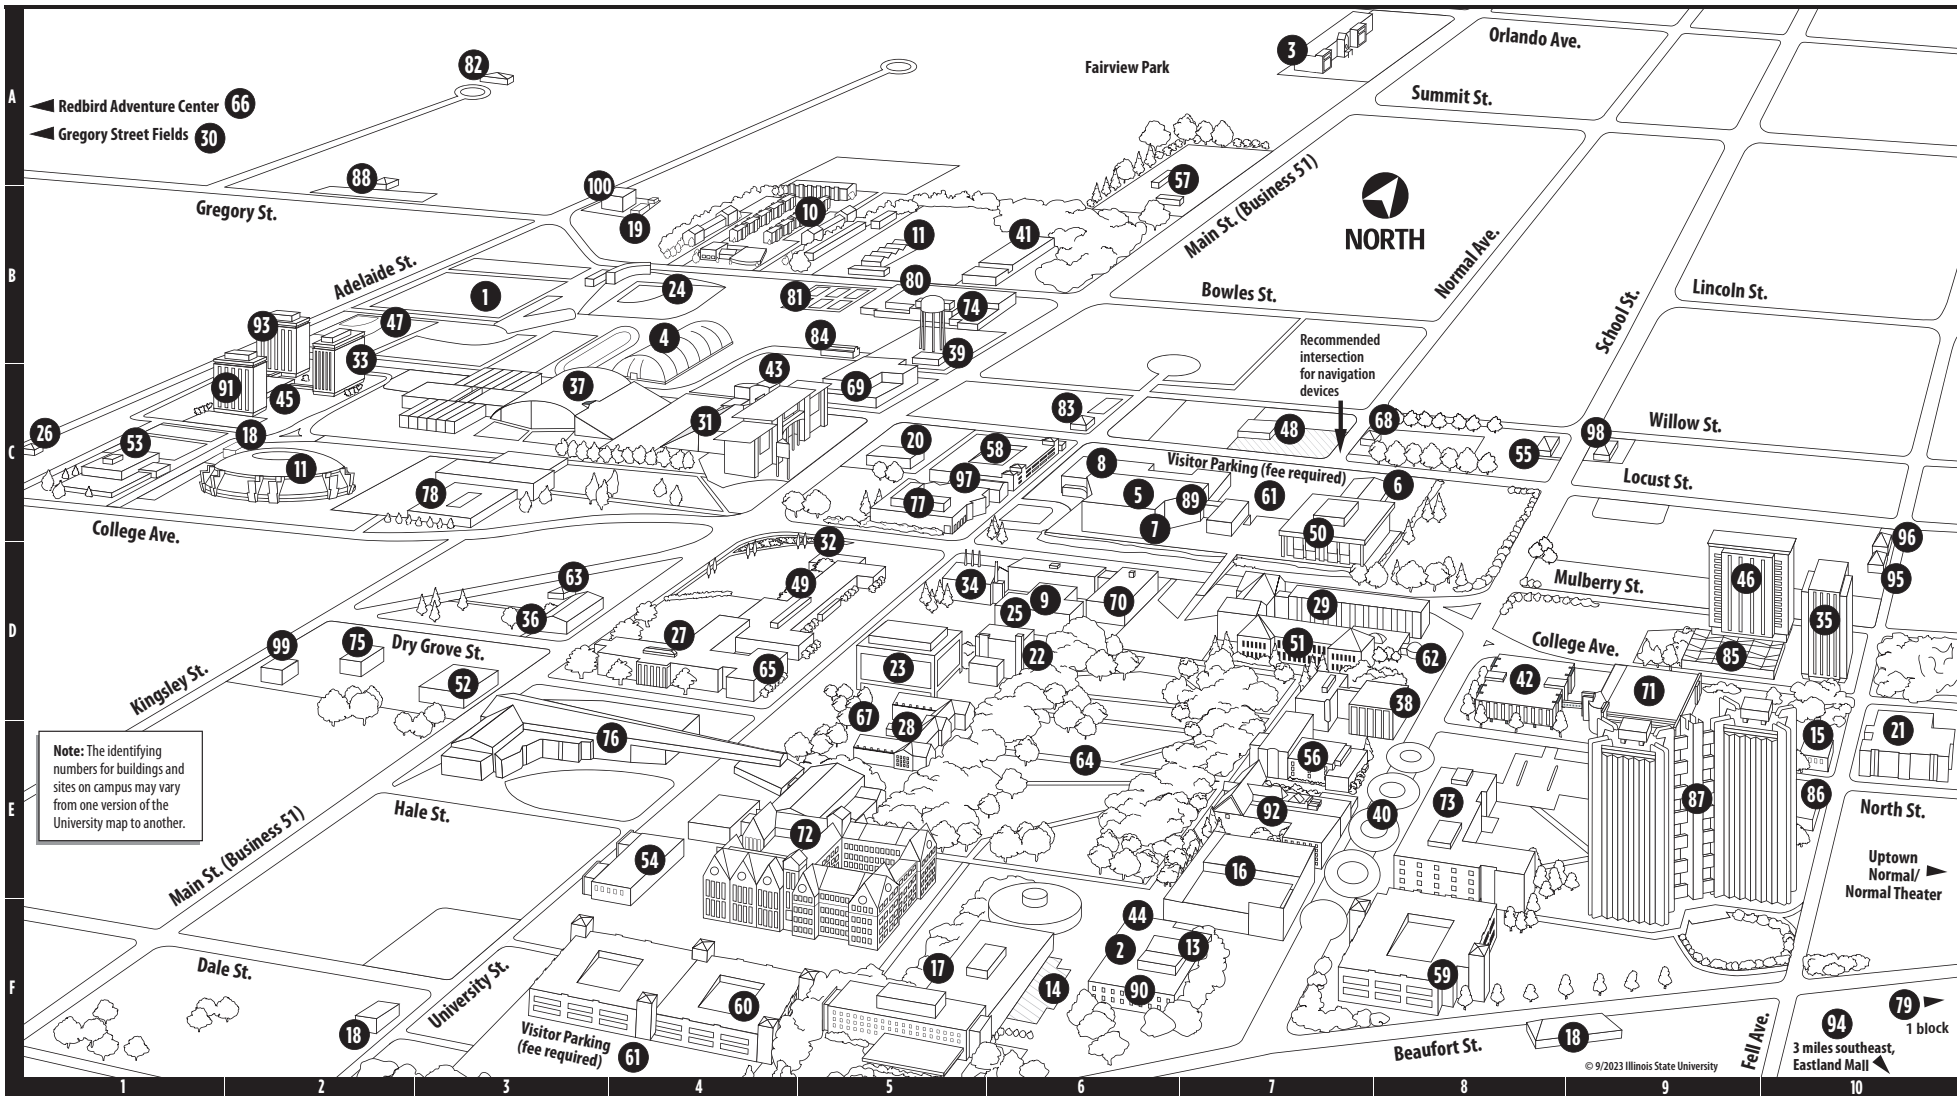 A
B
C
D
E
F
82
Redbird Adventure Center 66
Gregory Street Fields 30
Fairview Park
3
Orlando Ave.
Summit St.
88
Gregory St.
100
19
10
11
41
57
Main St. (Business 51)
NORTH
Normal Ave.
School St.
Lincoln St.
Bowles St.
Adelaide St.
1
24
81
80
74
93
47
33
4
84
39
91
45
37
43
69
31
Recommended
intersection
for navigation
devices
26
53
18
11
78
20
58
97
77
83
48
68
55
98
Willow St.
Locust St.
8
5
89
7
Visitor Parking (fee required)
61
6
50
College Ave.
63
36
32
49
34
9
25
70
29
Mulberry St.
46
96
95
35
99
75
Dry Grove St.
52
27
65
23
22
51
62
College Ave.
85
42
71
Kingsley St.
67
28
38
76
64
56
15
21
Note: The identifying
numbers for buildings and
sites on campus may vary
from one version of the
University map to another.
Main St. (Business 51)
Hale St.
72
54
92
40
73
87
86
North St.
16
Uptown
Normal/
Normal Theater
Dale St.
18
University St.
60
Visitor Parking
(fee required) 61
17
14
44
2
13
90
59
Beaufort St.
18
Fell Ave.
79
1 block
94
3 miles southeast,
Eastland Mall
© 9/2023 Illinois State University
1
2
3
4
5
6
7
8
9
10